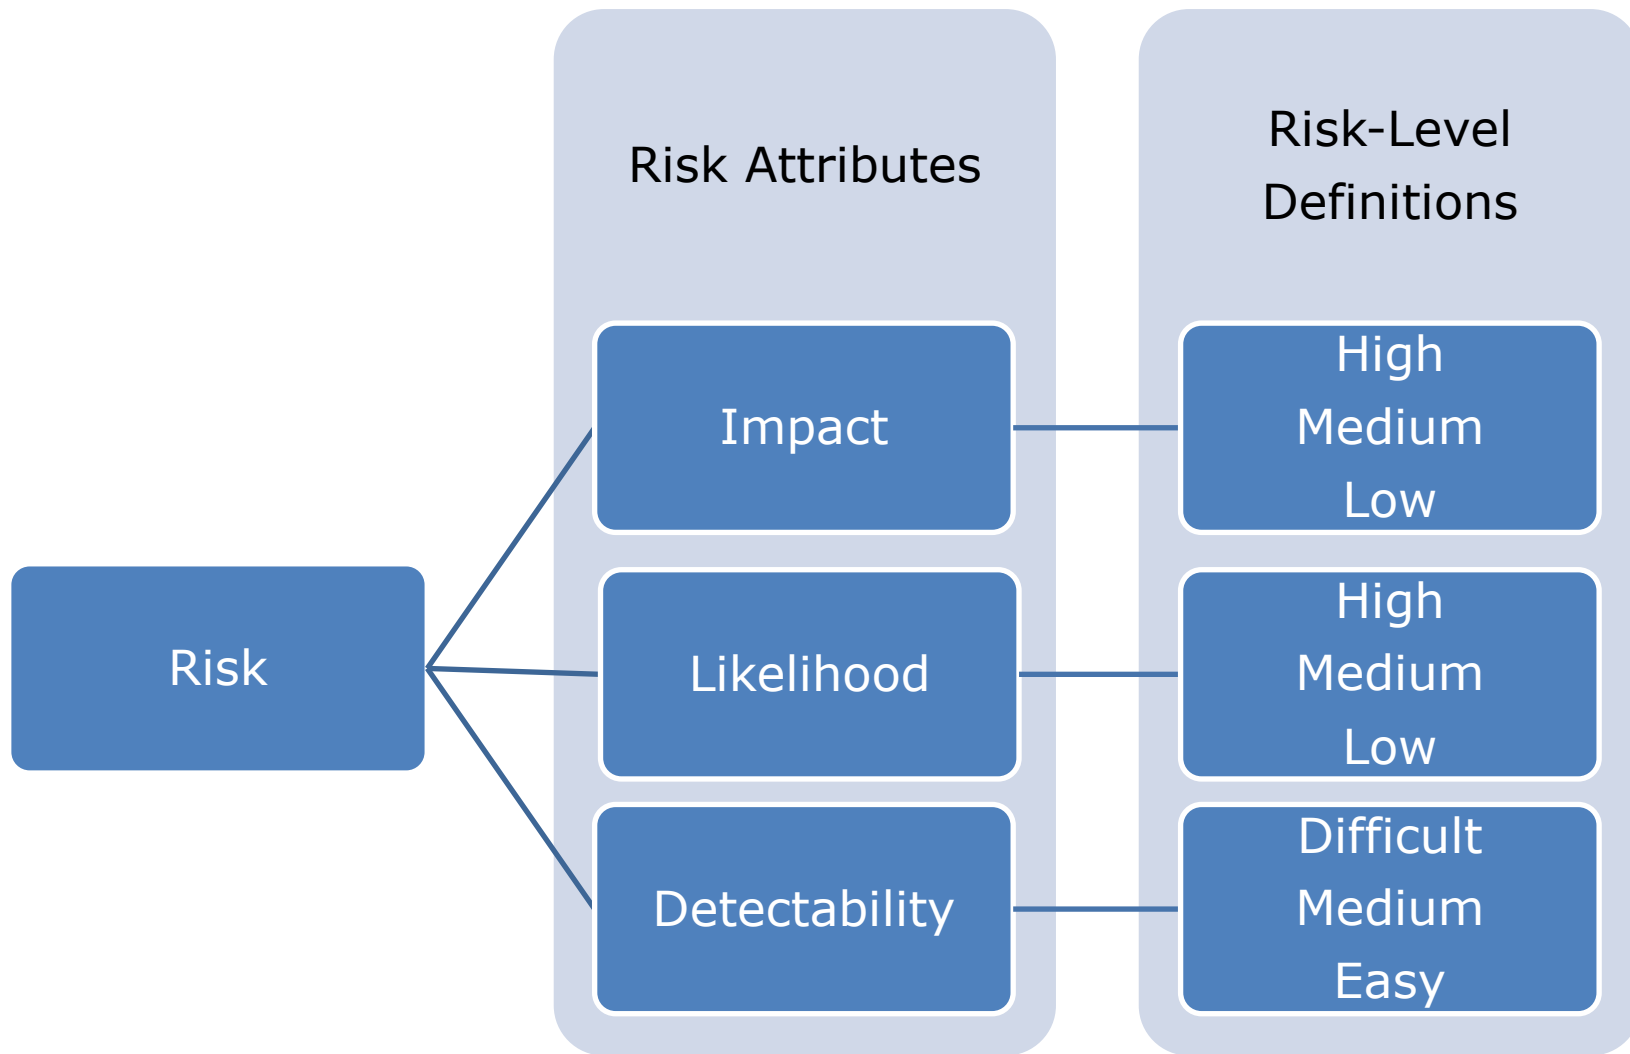 Risk Attributes
Risk-Level
Definitions
Risk
Impact
High
Medium
Low
Likelihood
High
Medium
Low
Detectability
Difficult
Medium
Easy